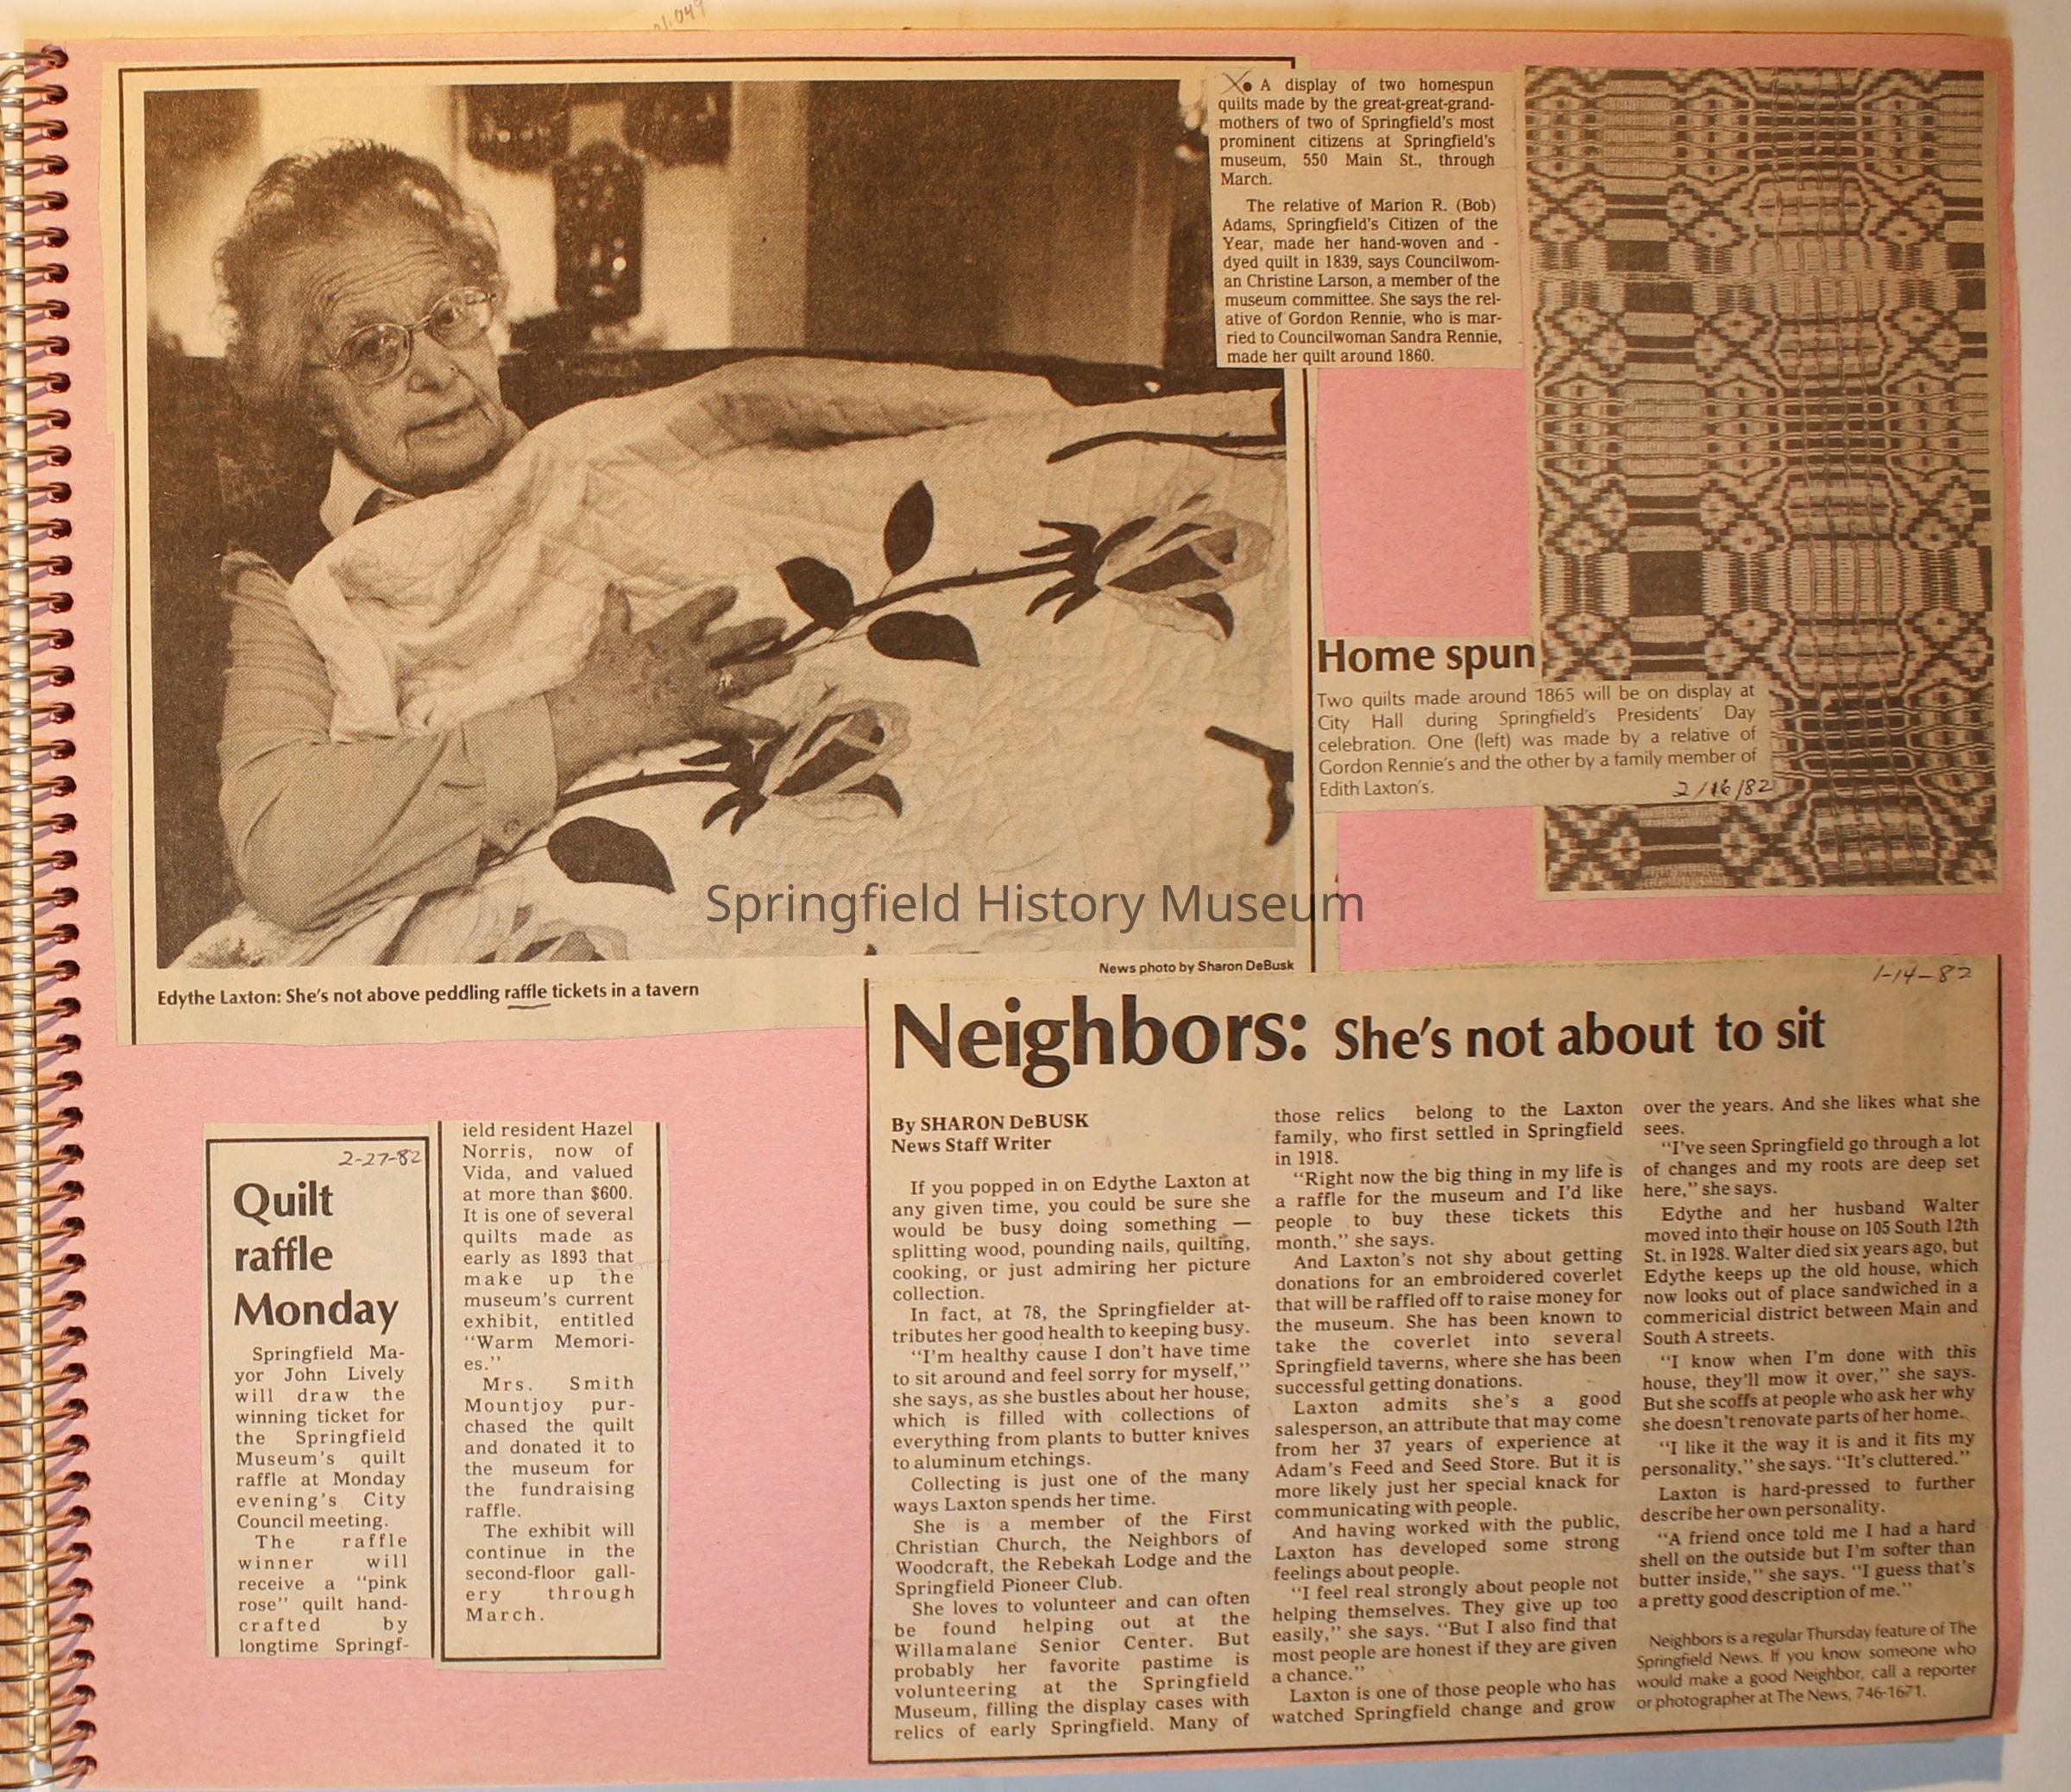 A display of two homespun
quilts made by the great-great-grand-
mothers of two of Springfield's most
prominent citizens at Springfield's
museum, 550 Main St., through
March.
The relative of Marion R. (Bob)
Adams, Springfield's Citizen of the
Year, made her hand-woven and -
dyed quilt in 1839, says Councilwom-
an Christine Larson, a member of the
museum committee. She says the rel-
ative of Gordon Rennie, who is mar-
ried to Councilwoman Sandra Rennie,
made her quilt around 1860.
Home spun
Two quilts made around 1865 will be on display at
City Hall during Springfield's Presidents' Day
celebration. One (left) was made by a relative of
Gordon Rennie's and the other by a family member of
Edith Laxton's.
2/16/82
Springfield History Museum
News photo by Sharon DeBusk
Edythe Laxton: She's not above peddling raffle tickets in a tavern
2-27-82
Quilt
raffle
Monday
Springfield Ma-
yor John Lively
will draw the
winning ticket for
the Springfield
Museum's quilt
raffle at Monday
evening's City
Council meeting.
The raffle
winner will
receive a "pink
rose" quilt hand-
crafted by
longtime Springf-
ield resident Hazel
Norris, now of
Vida, and valued
at more than $600.
It is one of several
quilts made as
early as 1893 that
make up the
museum's current
exhibit, entitled
"Warm Memori-
es."
Mrs. Smith
Mountjoy pur-
chased the quilt
and donated it to
the museum for
the fundraising
raffle.
The exhibit will
continue in the
second-floor gall-
ery through
March.
1-14-82
Neighbors: She's not about to sit
By SHARON DeBUSK
News Staff Writer
If you popped in on Edythe Laxton at
any given time, you could be sure she
would be busy doing something —
splitting wood, pounding nails, quilting,
cooking, or just admiring her picture
collection.
In fact, at 78, the Springfielder at-
tributes her good health to keeping busy.
"I'm healthy cause I don't have time
to sit around and feel sorry for myself,"
she says, as she bustles about her house,
which is filled with collections of
everything from plants to butter knives
to aluminum etchings.
Collecting is just one of the many
ways Laxton spends her time.
She is a member of the First
Christian Church, the Neighbors of
Woodcraft, the Rebekah Lodge and the
Springfield Pioneer Club.
She loves to volunteer and can often
be found helping out at the
Willamalane Senior Center. But
probably her favorite pastime is
volunteering at the Springfield
Museum, filling the display cases with
relics of early Springfield. Many of
those relics belong to the Laxton
family, who first settled in Springfield
in 1918.
"Right now the big thing in my life is
a raffle for the museum and I'd like
people to buy these tickets this
month," she says.
And Laxton's not shy about getting
donations for an embroidered coverlet
that will be raffled off to raise money for
the museum. She has been known to
take the coverlet into several
Springfield taverns, where she has been
successful getting donations.
Laxton admits she's a good
salesperson, an attribute that may come
from her 37 years of experience at
Adam's Feed and Seed Store. But it is
more likely just her special knack for
communicating with people.
And having worked with the public,
Laxton has developed some strong
feelings about people.
"I feel real strongly about people not
helping themselves. They give up too
easily," she says. "But I also find that
most people are honest if they are given
a chance."
Laxton is one of those people who has
watched Springfield change and grow
over the years. And she likes what she
sees.
"I've seen Springfield go through a lot
of changes and my roots are deep set
here," she says.
Edythe and her husband Walter
moved into their house on 105 South 12th
St. in 1928. Walter died six years ago, but
Edythe keeps up the old house, which
now looks out of place sandwiched in a
commericial district between Main and
South A streets.
"I know when I'm done with this
house, they'll mow it over," she says.
But she scoffs at people who ask her why
she doesn't renovate parts of her home.
"I like it the way it is and it fits my
personality," she says. "It's cluttered."
Laxton is hard-pressed to further
describe her own personality.
"A friend once told me I had a hard
shell on the outside but I'm softer than
butter inside," she says. "I guess that's
a pretty good description of me."
Neighbors is a regular Thursday feature of The
Springfield News. If you know someone who
would make a good Neighbor, call a reporter
or photographer at The News, 746-1671.